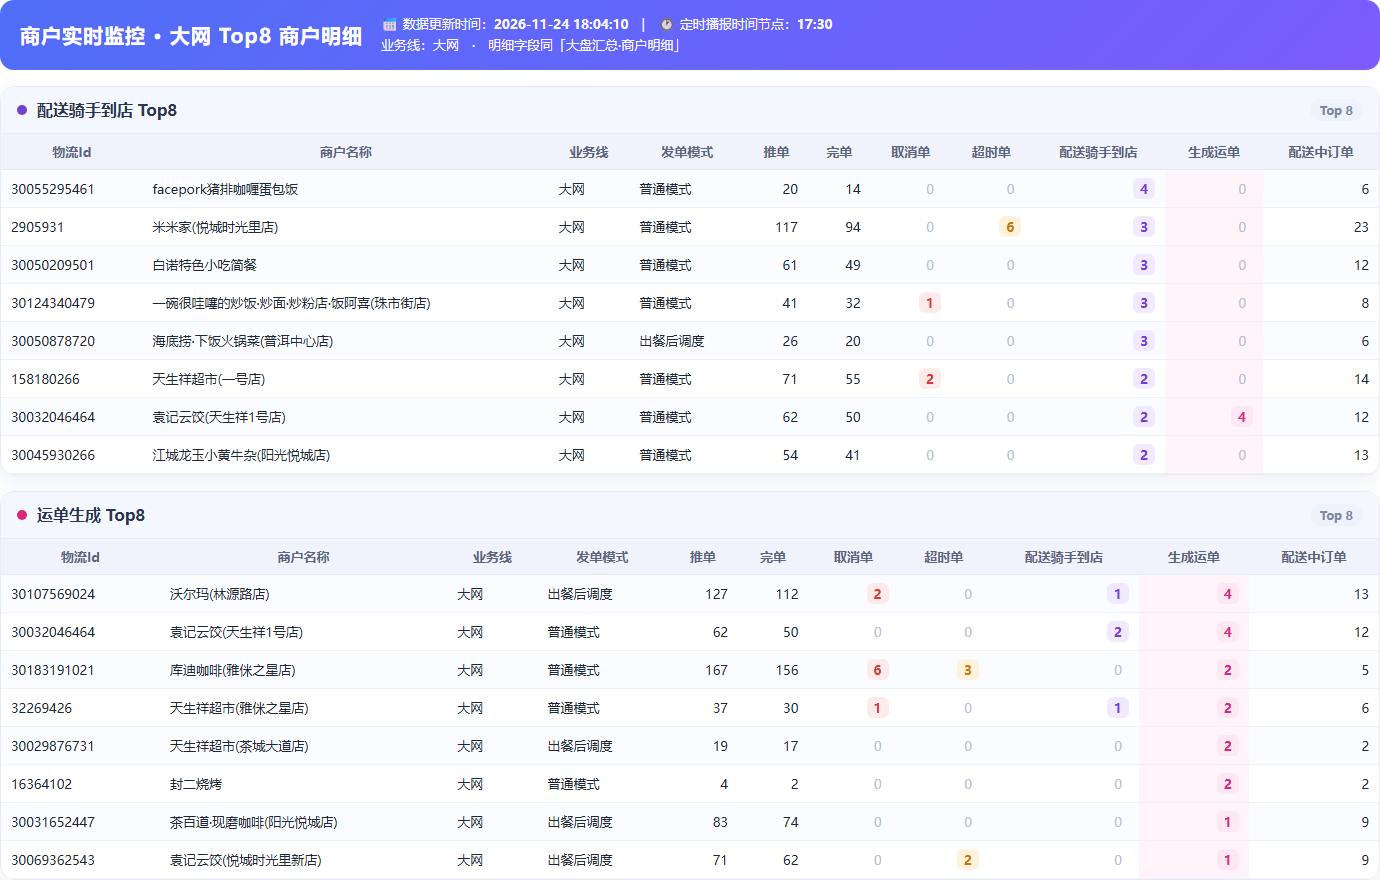 商户实时监控 · 大网 Top8 商户明细
数据更新时间：2026-11-24 18:04:10 | 定时播报时间节点：17:30
业务线：大网 · 明细字段同「大盘汇总·商户明细」
配送骑手到店 Top8 Top 8
物流Id 商户名称 业务线 发单模式 推单 完单 取消单 超时单 配送骑手到店 生成运单 配送中订单
30055295461 facepork猪排咖喱蛋包饭 大网 普通模式 20 14 0 0 4 0 6
2905931 米米家(悦城时光里店) 大网 普通模式 117 94 0 6 3 0 23
30050209501 白诺特色小吃简餐 大网 普通模式 61 49 0 0 3 0 12
30124340479 一碗很哇噻的炒饭·炒面·炒粉店·饭阿喜(珠市街店) 大网 普通模式 41 32 1 0 3 0 8
30050878720 海底捞·下饭火锅菜(普洱中心店) 大网 出餐后调度 26 20 0 0 3 0 6
158180266 天生祥超市(一号店) 大网 普通模式 71 55 2 0 2 0 14
30032046464 袁记云饺(天生祥1号店) 大网 普通模式 62 50 0 0 2 4 12
30045930266 江城龙玉小黄牛杂(阳光悦城店) 大网 普通模式 54 41 0 0 2 0 13
运单生成 Top8 Top 8
物流Id 商户名称 业务线 发单模式 推单 完单 取消单 超时单 配送骑手到店 生成运单 配送中订单
30107569024 沃尔玛(林源路店) 大网 出餐后调度 127 112 2 0 1 4 13
30032046464 袁记云饺(天生祥1号店) 大网 普通模式 62 50 0 0 2 4 12
30183191021 库迪咖啡(雅俅之星店) 大网 普通模式 167 156 6 3 0 2 5
32269426 天生祥超市(雅俅之星店) 大网 普通模式 37 30 1 0 1 2 6
30029876731 天生祥超市(茶城大道店) 大网 出餐后调度 19 17 0 0 0 2 2
16364102 封二烧烤 大网 普通模式 4 2 0 0 0 2 2
30031652447 茶百道·现磨咖啡(阳光悦城店) 大网 出餐后调度 83 74 0 0 0 1 9
30069362543 袁记云饺(悦城时光里新店) 大网 出餐后调度 71 62 0 2 0 1 9